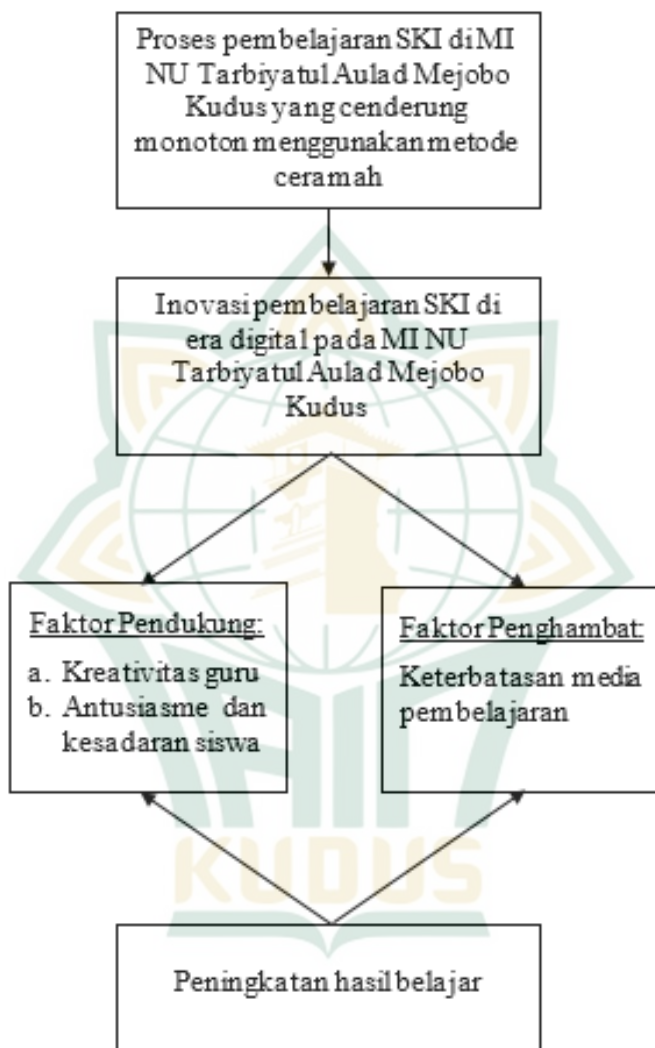 Proses pembelajaran SKI di MI
NU Tarbiyatul Aulad Mejobo
Kudus yang cenderung
monoton menggunakan metode
ceramah
Inovasi pembelajaran SKI di
era digital pada MI NU
Tarbiyatul Aulad Mejobo
Kudus
Faktor Pendukung:
a. Kreativitas guru
b. Antusiasme dan
kesadaran siswa
Faktor Penghambat:
Keterbatasan media
pembelajaran
IAIN
KUDUS
Peningkatan hasil belajar